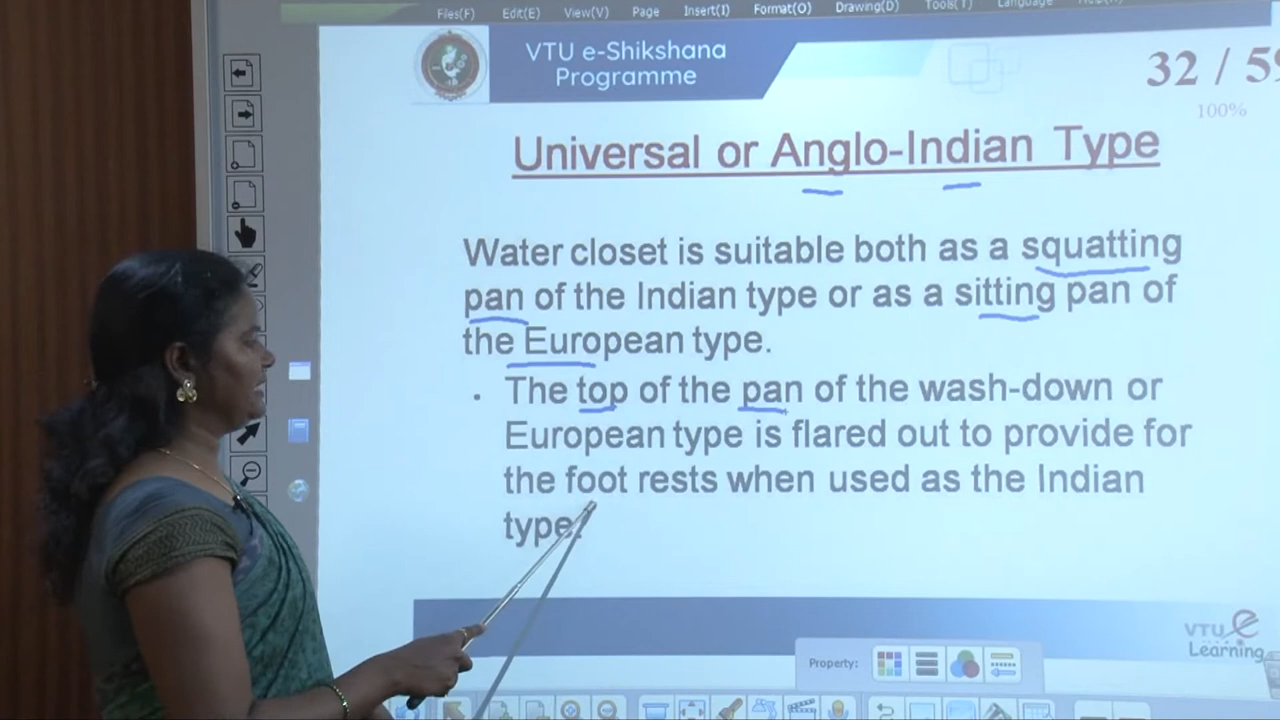 Files(F) Edit(E) View(V) Page Insert(I) Format(O) Drawing(D) Tools(T) Language
VTU e-Shikshana
Programme
32 / 59
100%
Universal or Anglo-Indian Type
Water closet is suitable both as a squatting
pan of the Indian type or as a sitting pan of
the European type.
· The top of the pan of the wash-down or
European type is flared out to provide for
the foot rests when used as the Indian
type.
VTU e
Learning
Property: